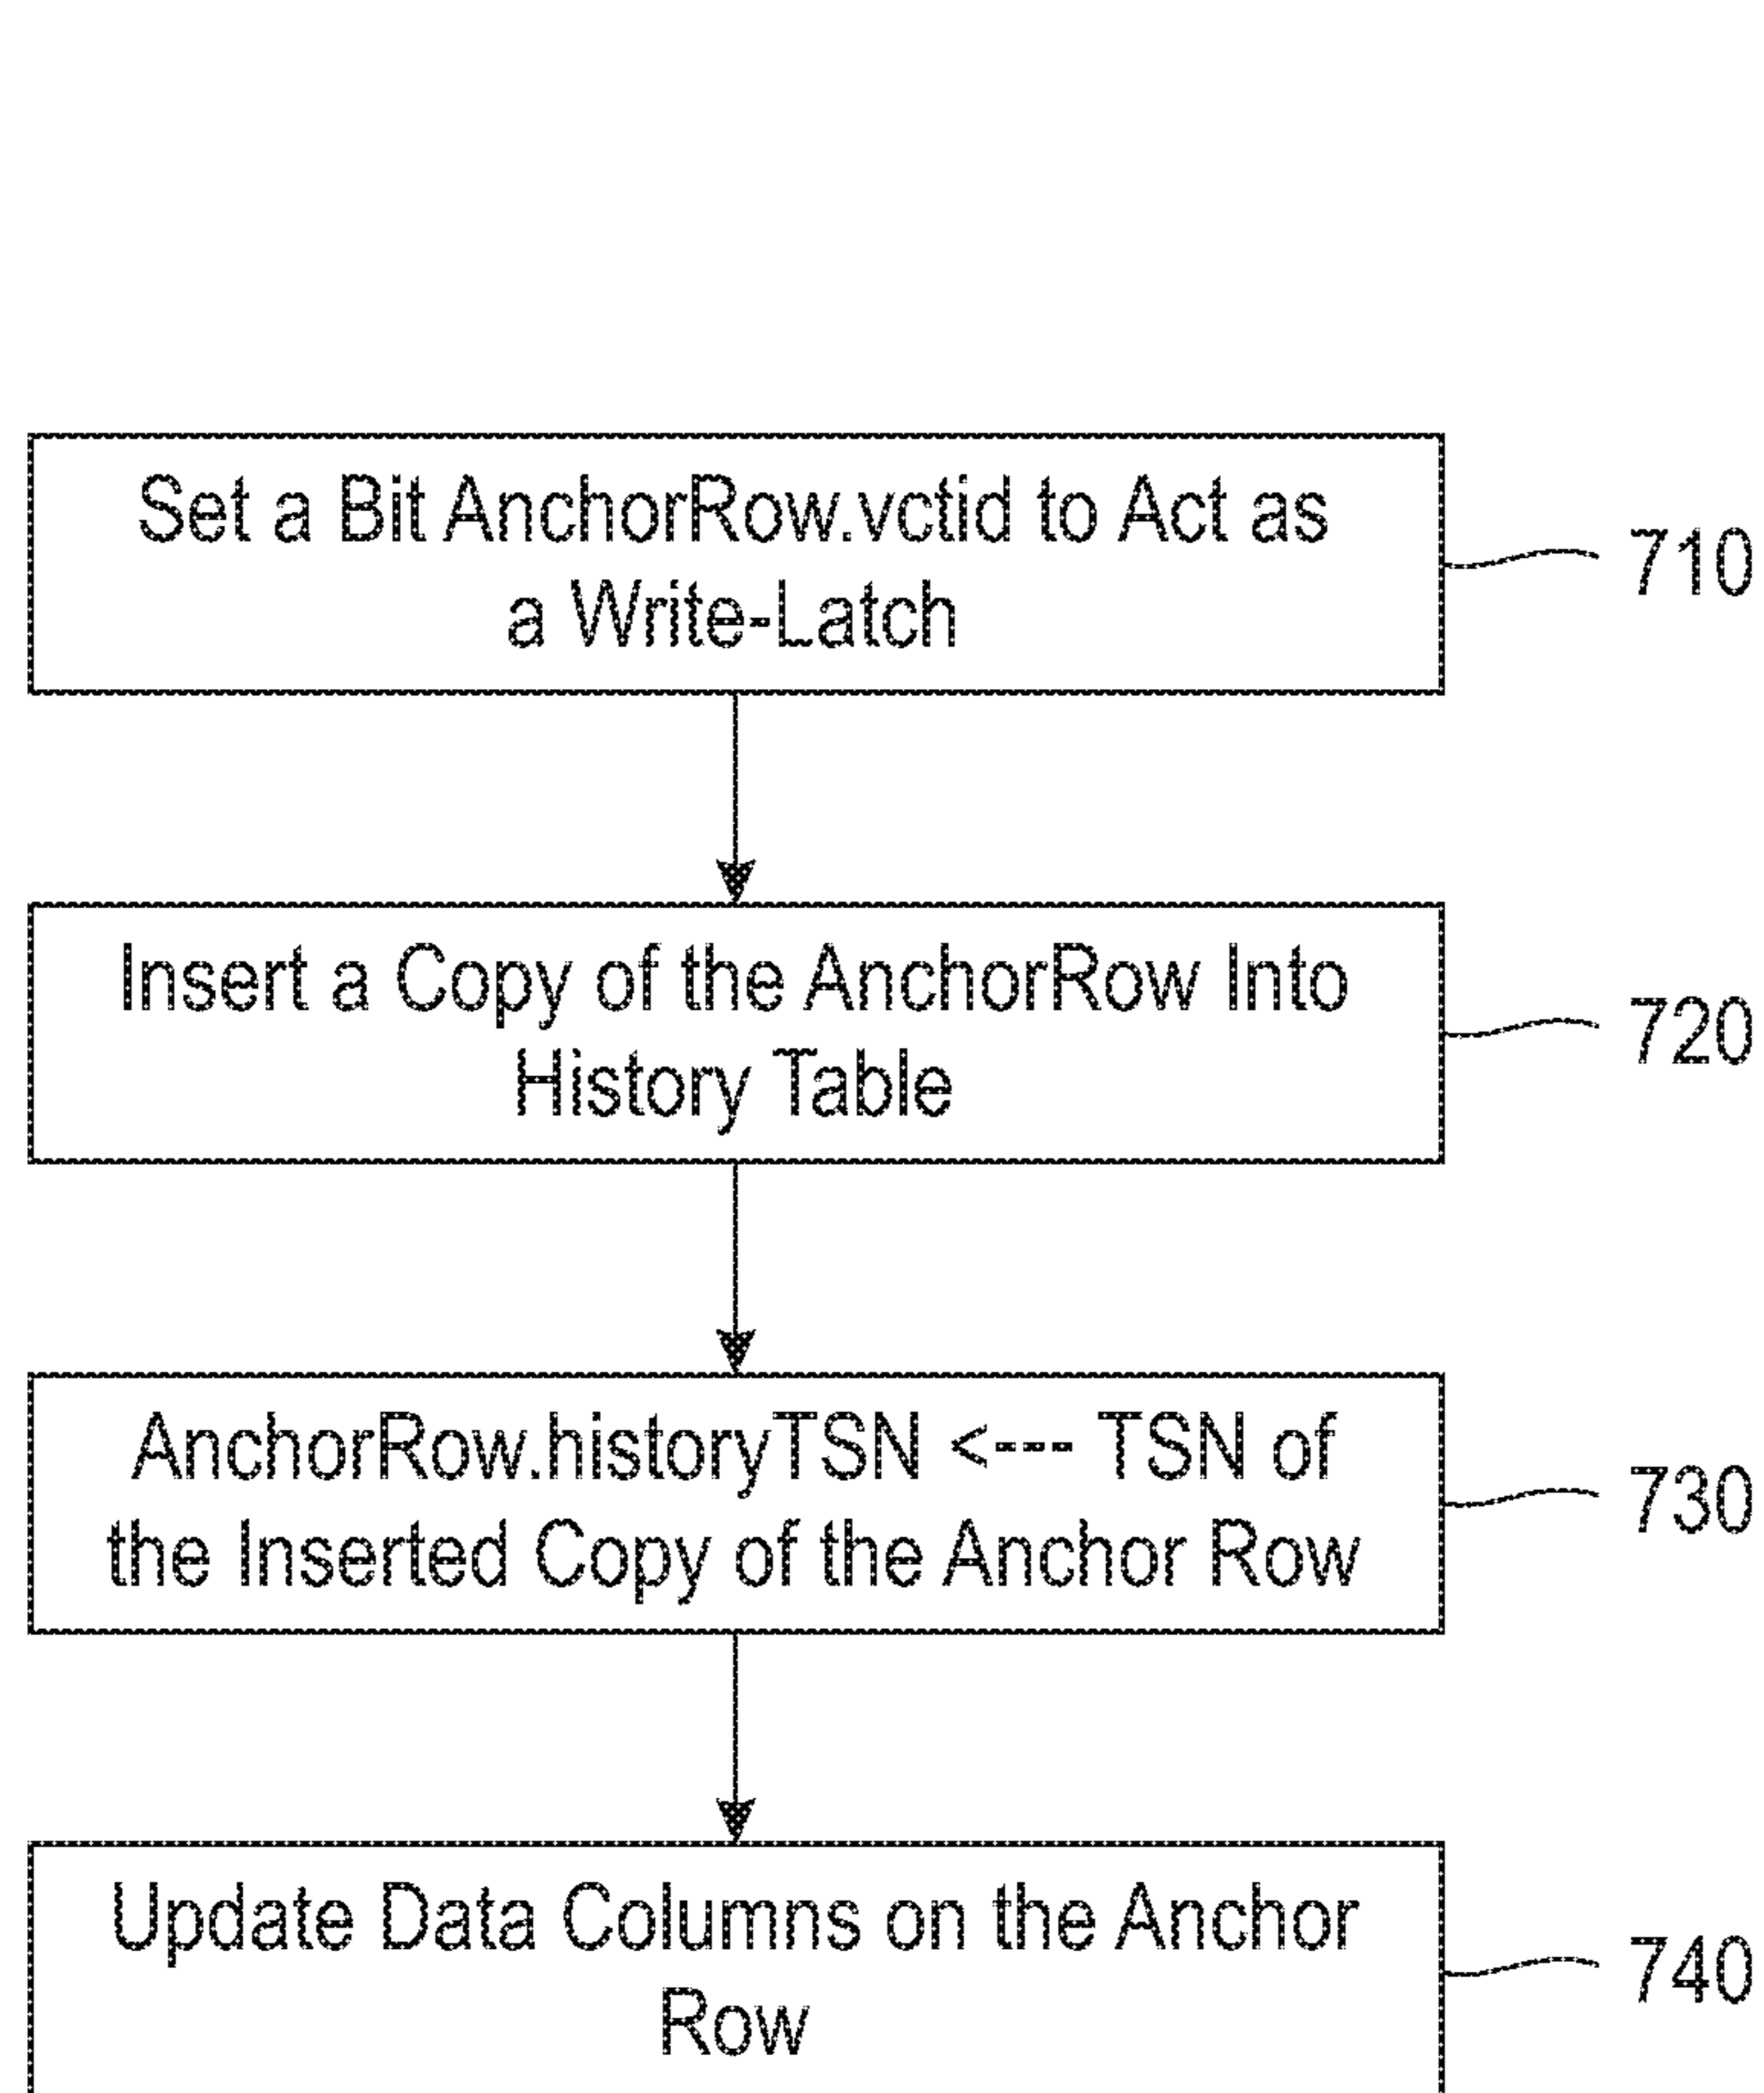 Set a Bit AnchorRow.vctid to Act as
a Write-Latch
710
Insert a Copy of the AnchorRow Into
History Table
720
AnchorRow.historyTSN <--- TSN of
the Inserted Copy of the Anchor Row
730
Update Data Columns on the Anchor
Row
740